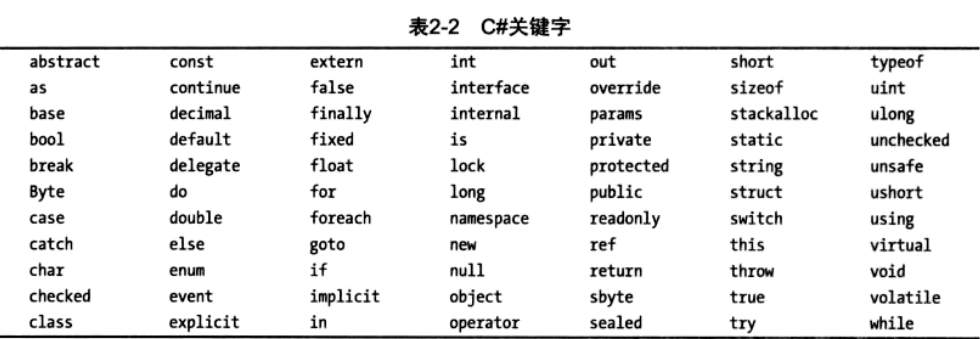 表2-2 C#关键字
abstract const extern int out short typeof
as continue false interface override sizeof uint
base decimal finally internal params stackalloc ulong
bool default fixed is private static unchecked
break delegate float lock protected string unsafe
Byte do for long public struct ushort
case double foreach namespace readonly switch using
catch else goto new ref this virtual
char enum if null return throw void
checked event implicit object sbyte true volatile
class explicit in operator sealed try while